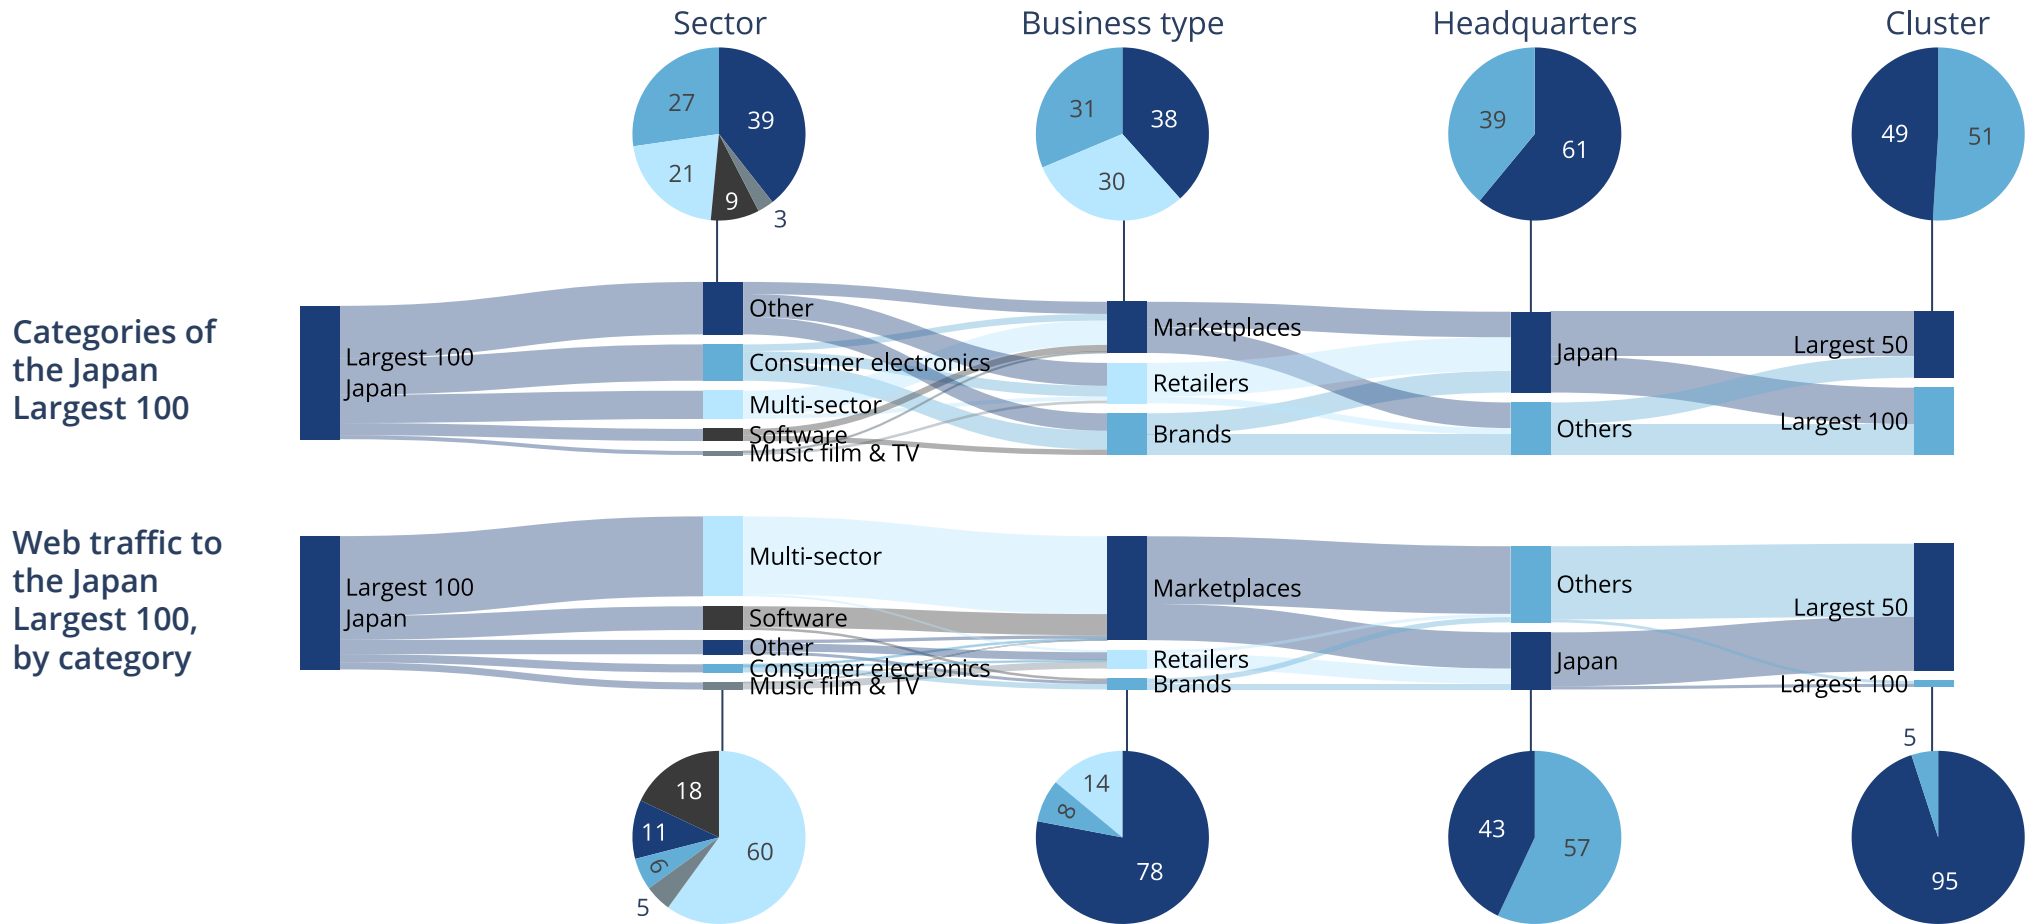 Sector
Business type
Headquarters
Cluster
27
39
21
9
3
31
38
30
39
61
49
51
Categories of
the Japan
Largest 100
Largest 100
Japan
Other
Consumer electronics
Multi-sector
Software
Music film & TV
Marketplaces
Retailers
Brands
Japan
Others
Largest 50
Largest 100
Web traffic to
the Japan
Largest 100,
by category
Largest 100
Japan
Multi-sector
Software
Other
Consumer electronics
Music film & TV
Marketplaces
Retailers
Brands
Others
Japan
Largest 50
Largest 100
18
11
6
5
60
14
8
78
43
57
5
95